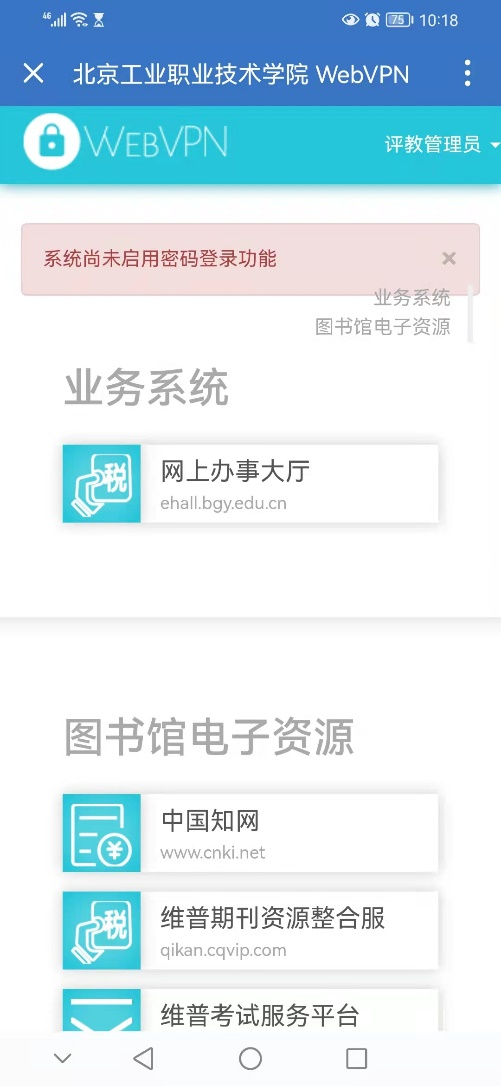 4G 75 10:18
北京工业职业技术学院 WebVPN
WEBVPN 评教管理员
系统尚未启用密码登录功能 ×
业务系统
图书馆电子资源
业务系统
税 网上办事大厅
ehall.bgy.edu.cn
图书馆电子资源
¥ 中国知网
www.cnki.net
税 维普期刊资源整合服
qikan.cqvip.com
维普考试服务平台